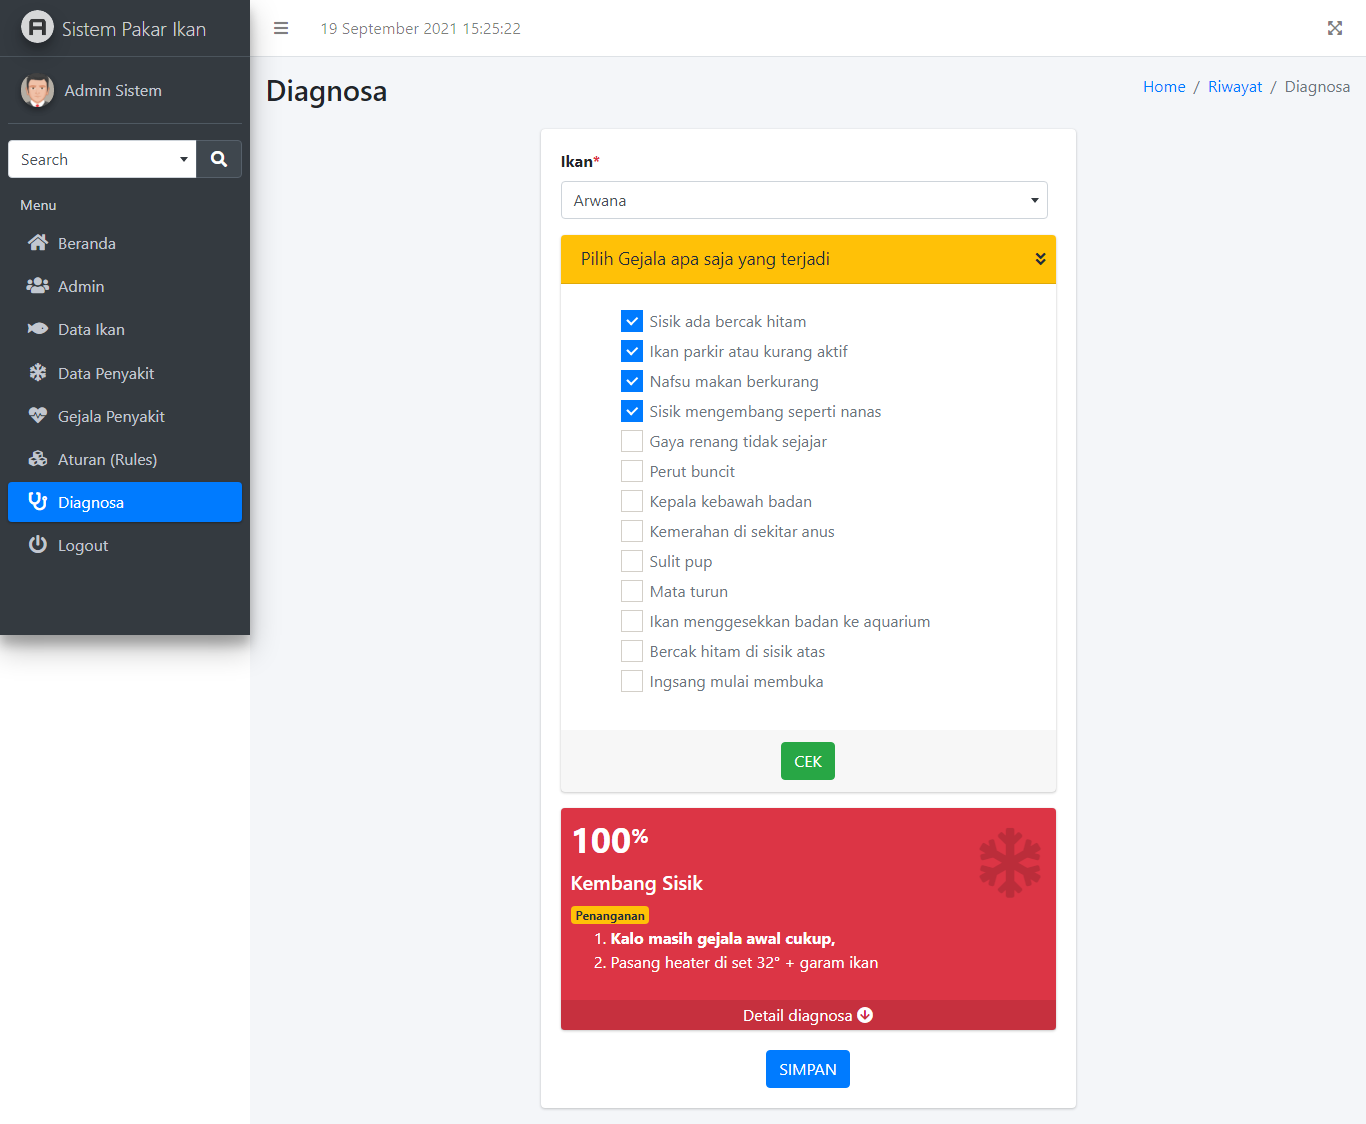 Sistem Pakar Ikan
19 September 2021 15:25:22
Admin Sistem
Search
Menu
Beranda
Admin
Data Ikan
Data Penyakit
Gejala Penyakit
Aturan (Rules)
Diagnosa
Logout
Diagnosa
Home / Riwayat / Diagnosa
Ikan*
Arwana
Pilih Gejala apa saja yang terjadi
Sisik ada bercak hitam
Ikan parkir atau kurang aktif
Nafsu makan berkurang
Sisik mengembang seperti nanas
Gaya renang tidak sejajar
Perut buncit
Kepala kebawah badan
Kemerahan di sekitar anus
Sulit pup
Mata turun
Ikan menggesekkan badan ke aquarium
Bercak hitam di sisik atas
Ingsang mulai membuka
CEK
100%
Kembang Sisik
Penanganan
1. Kalo masih gejala awal cukup,
2. Pasang heater di set 32° + garam ikan
Detail diagnosa
SIMPAN